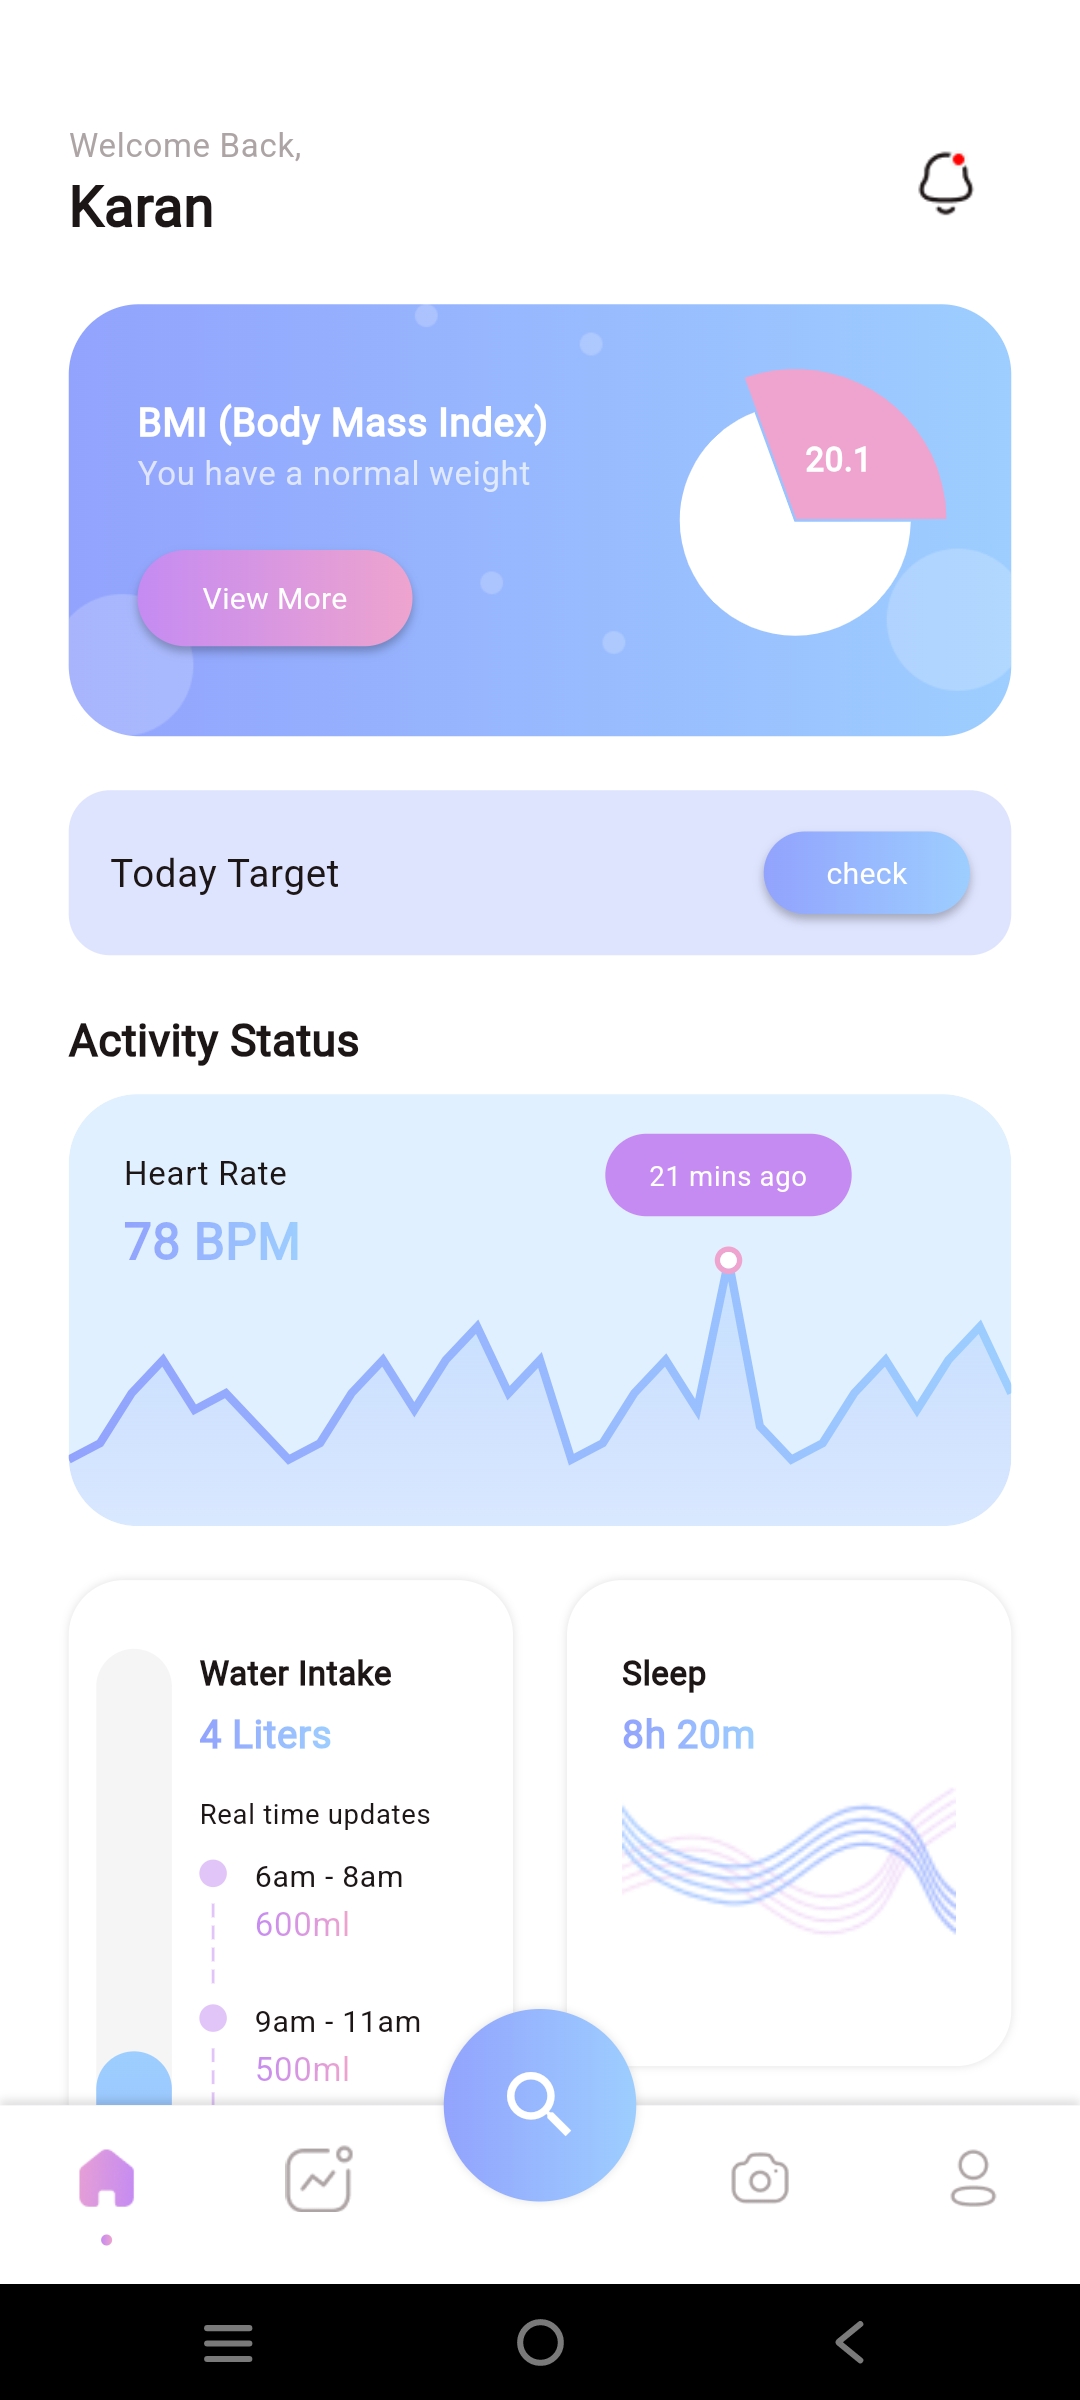 Welcome Back,
Karan
BMI (Body Mass Index)
You have a normal weight
20.1
View More
Today Target
check
Activity Status
Heart Rate
21 mins ago
78 BPM
Water Intake
4 Liters
Real time updates
6am - 8am
600ml
9am - 11am
500ml
Sleep
8h 20m